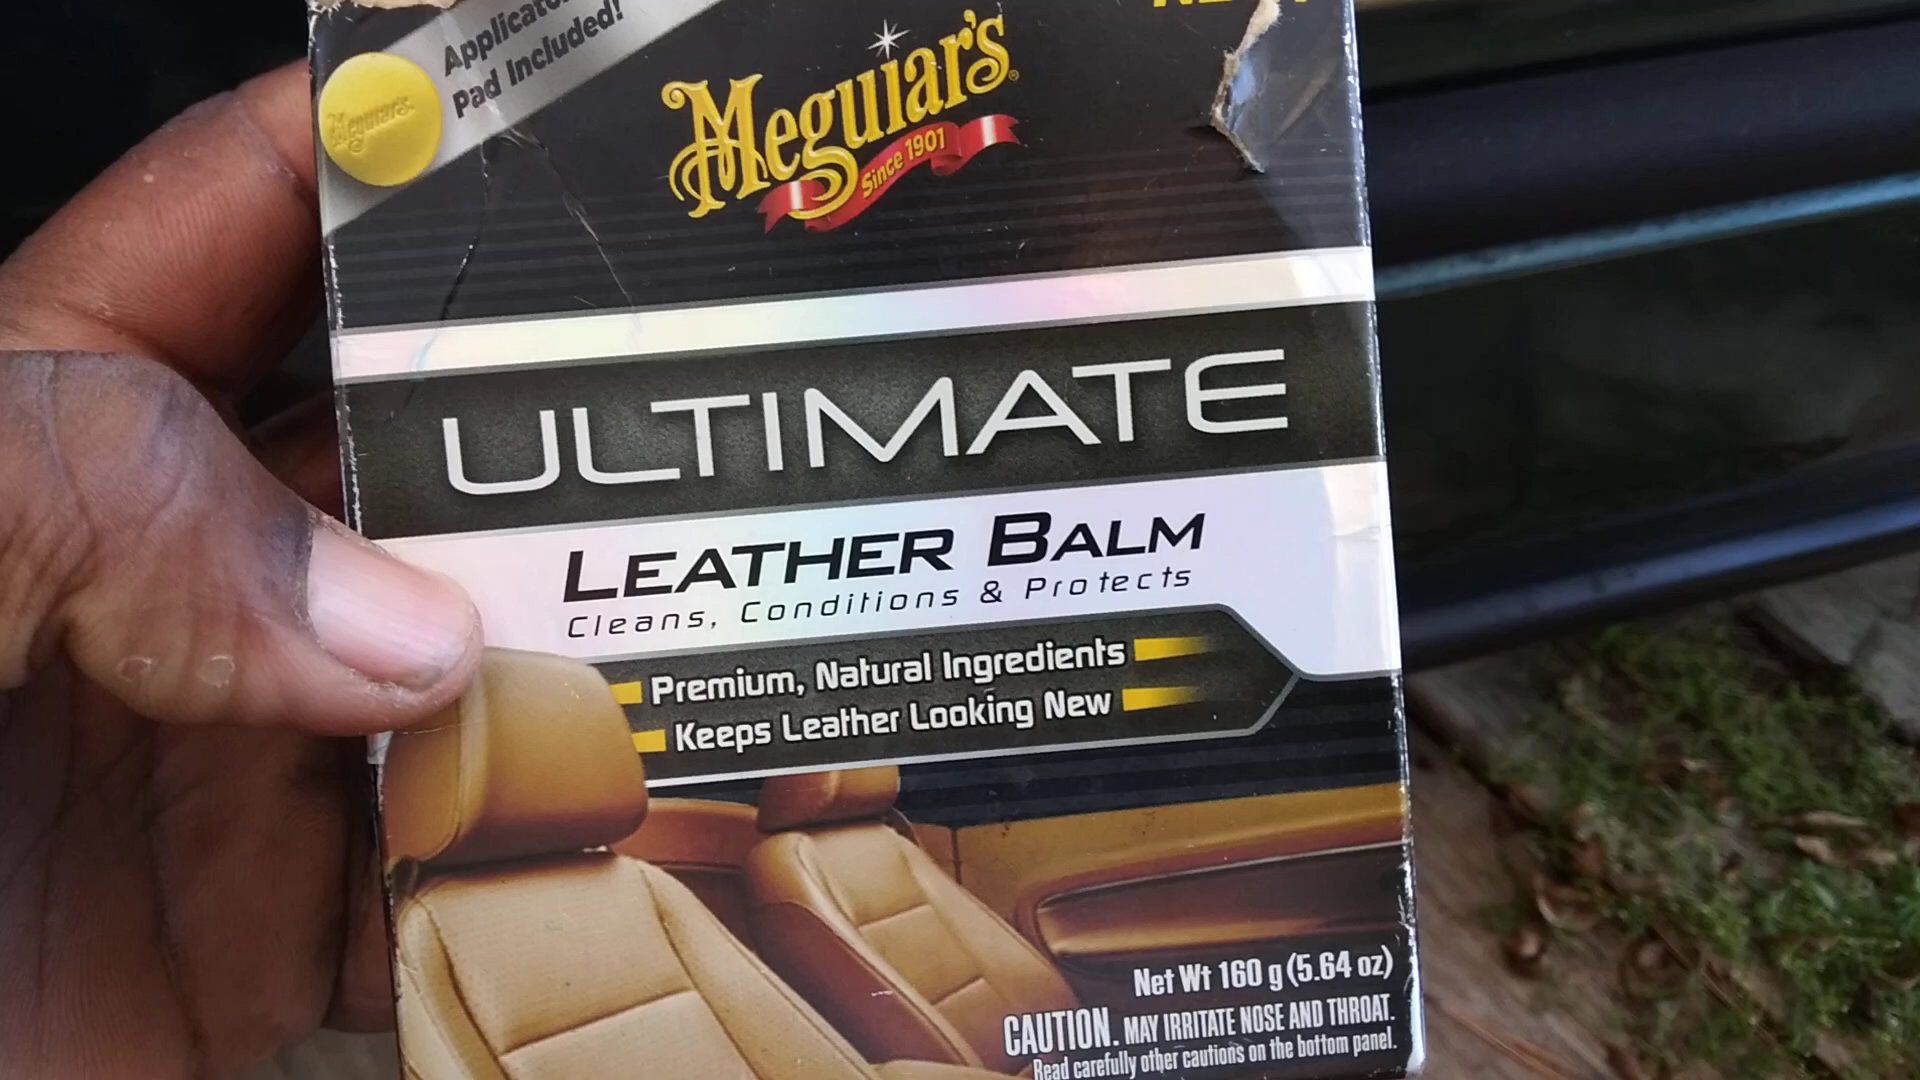 Applicator
Pad Included!
Meguiar's
Meguiar's
Since 1901
ULTIMATE
LEATHER BALM
Cleans, Conditions & Protects
Premium, Natural Ingredients
Keeps Leather Looking New
Net Wt 160 g (5.64 oz)
CAUTION. MAY IRRITATE NOSE AND THROAT.
Read carefully other cautions on the bottom panel.